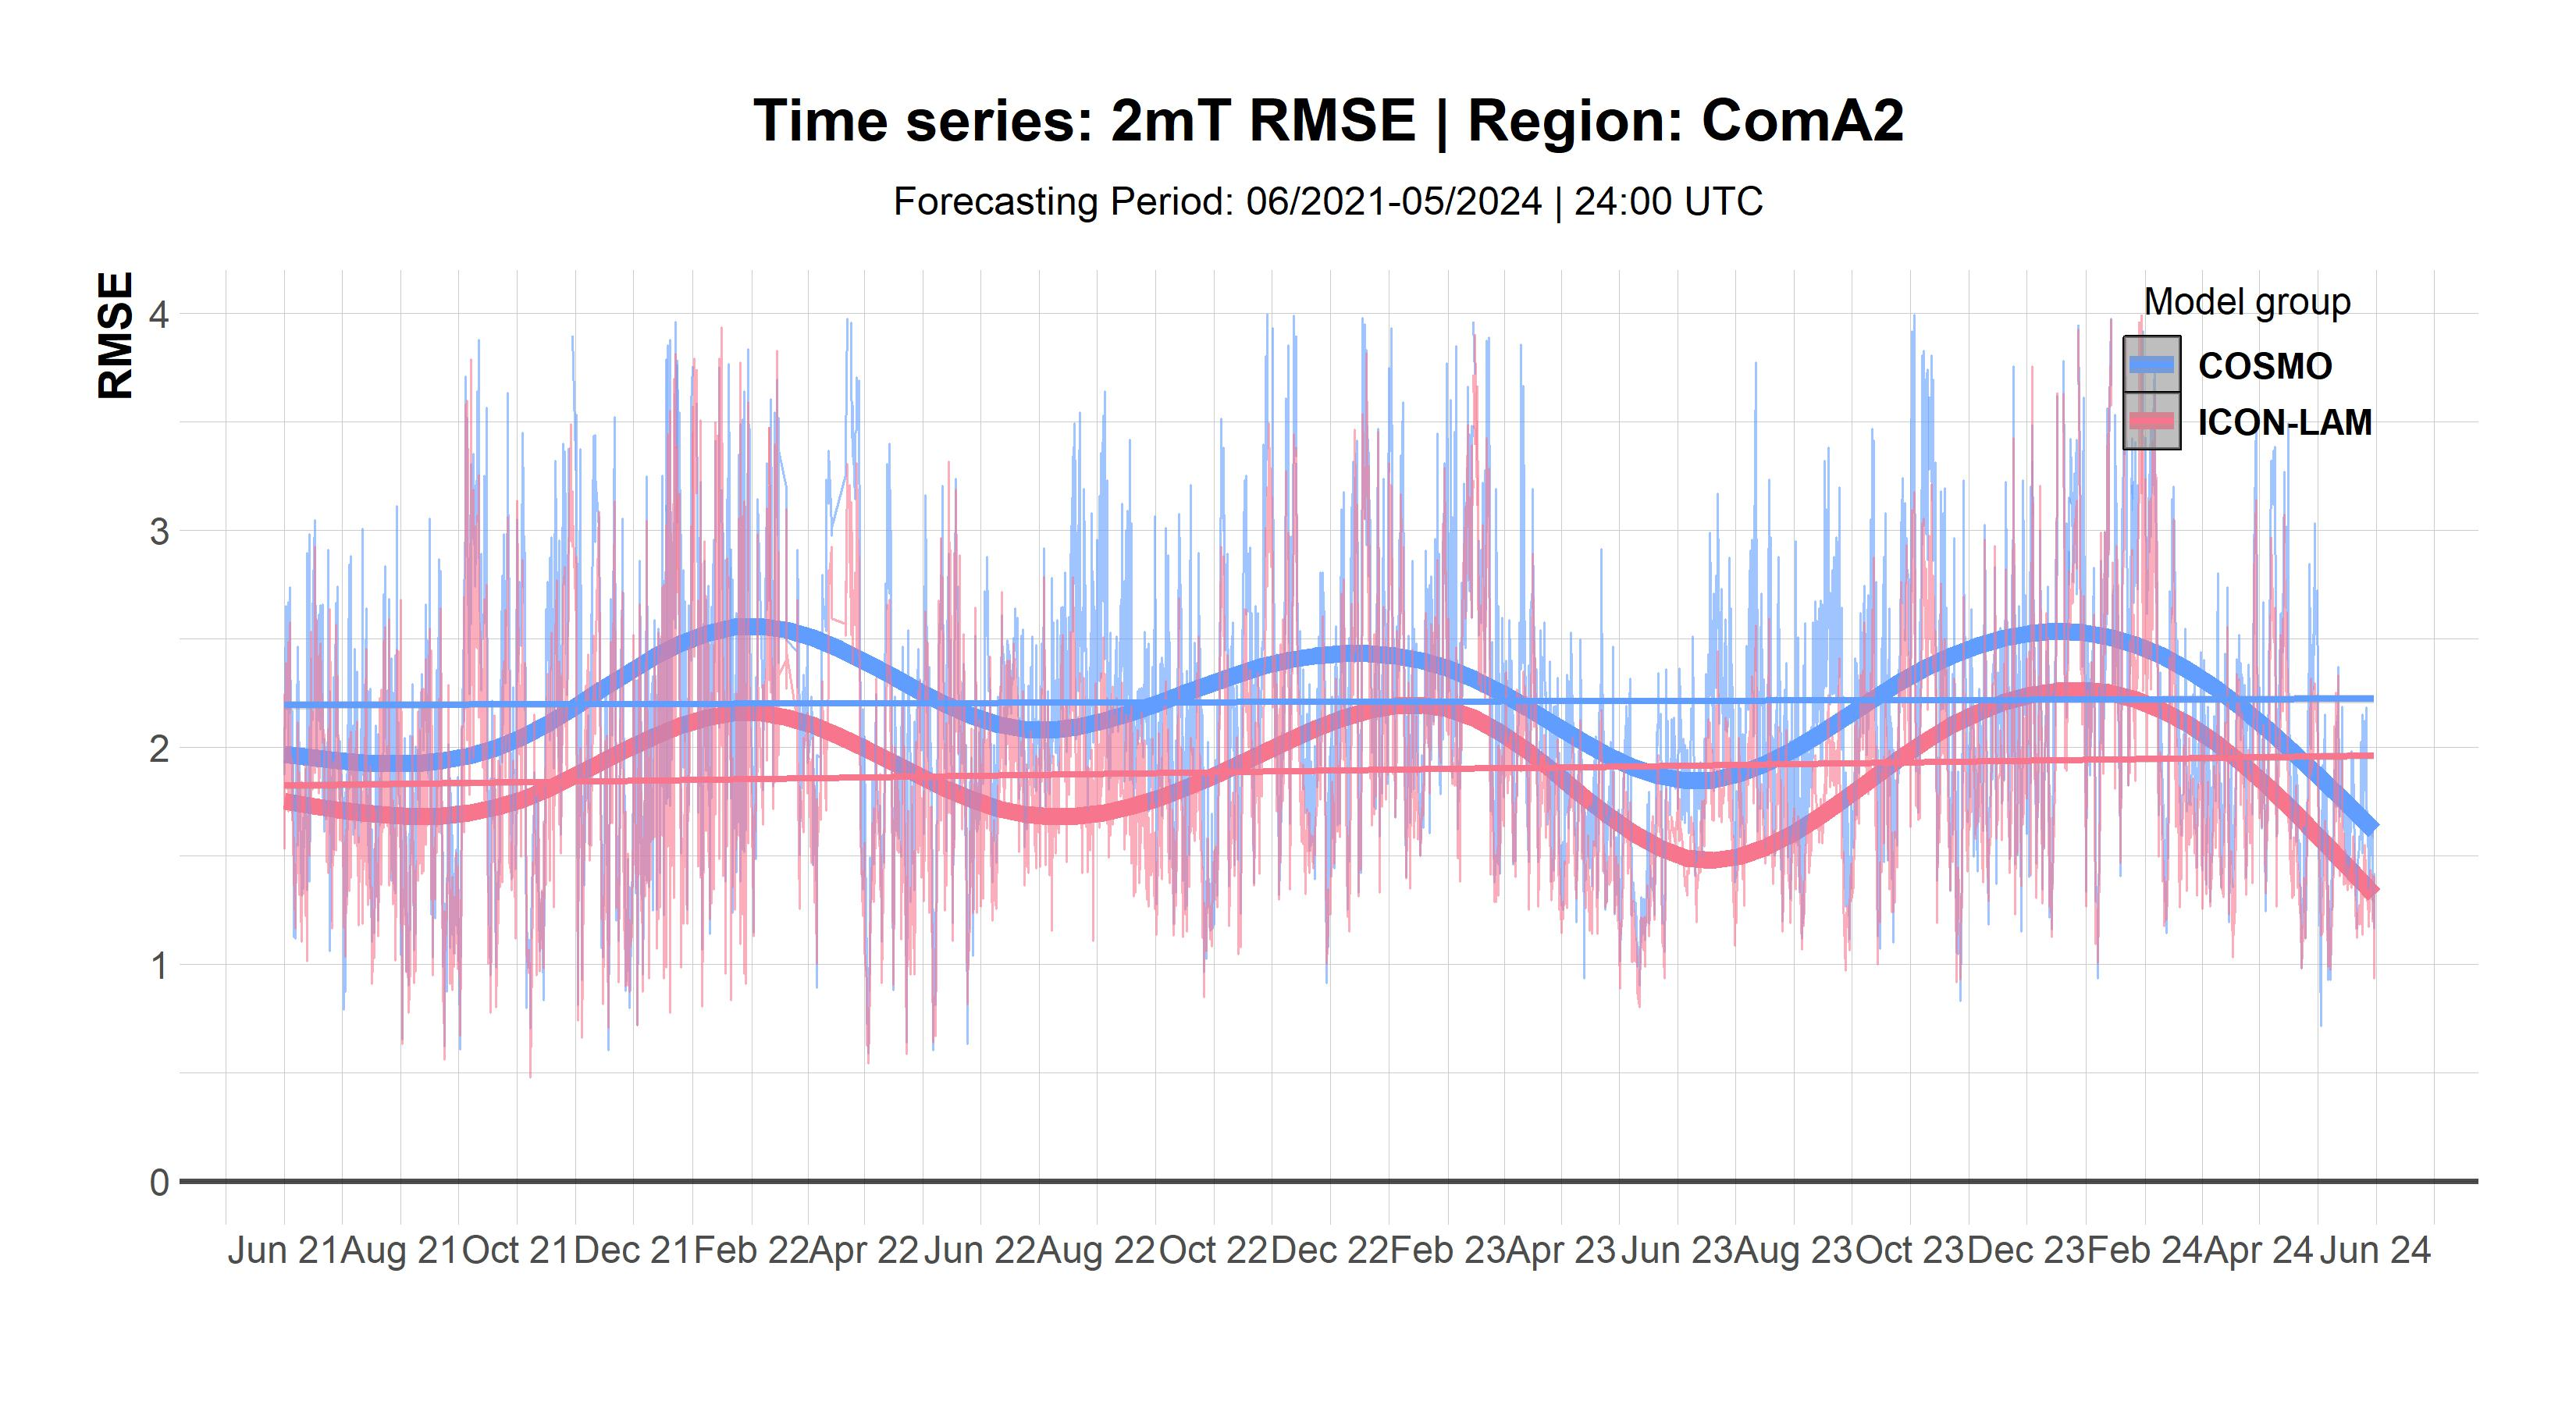 Time series: 2mT RMSE | Region: ComA2
Forecasting Period: 06/2021-05/2024 | 24:00 UTC
RMSE
Model group
COSMO
ICON-LAM
4
3
2
1
0
Jun 21 Aug 21 Oct 21 Dec 21 Feb 22 Apr 22 Jun 22 Aug 22 Oct 22 Dec 22 Feb 23 Apr 23 Jun 23 Aug 23 Oct 23 Dec 23 Feb 24 Apr 24 Jun 24